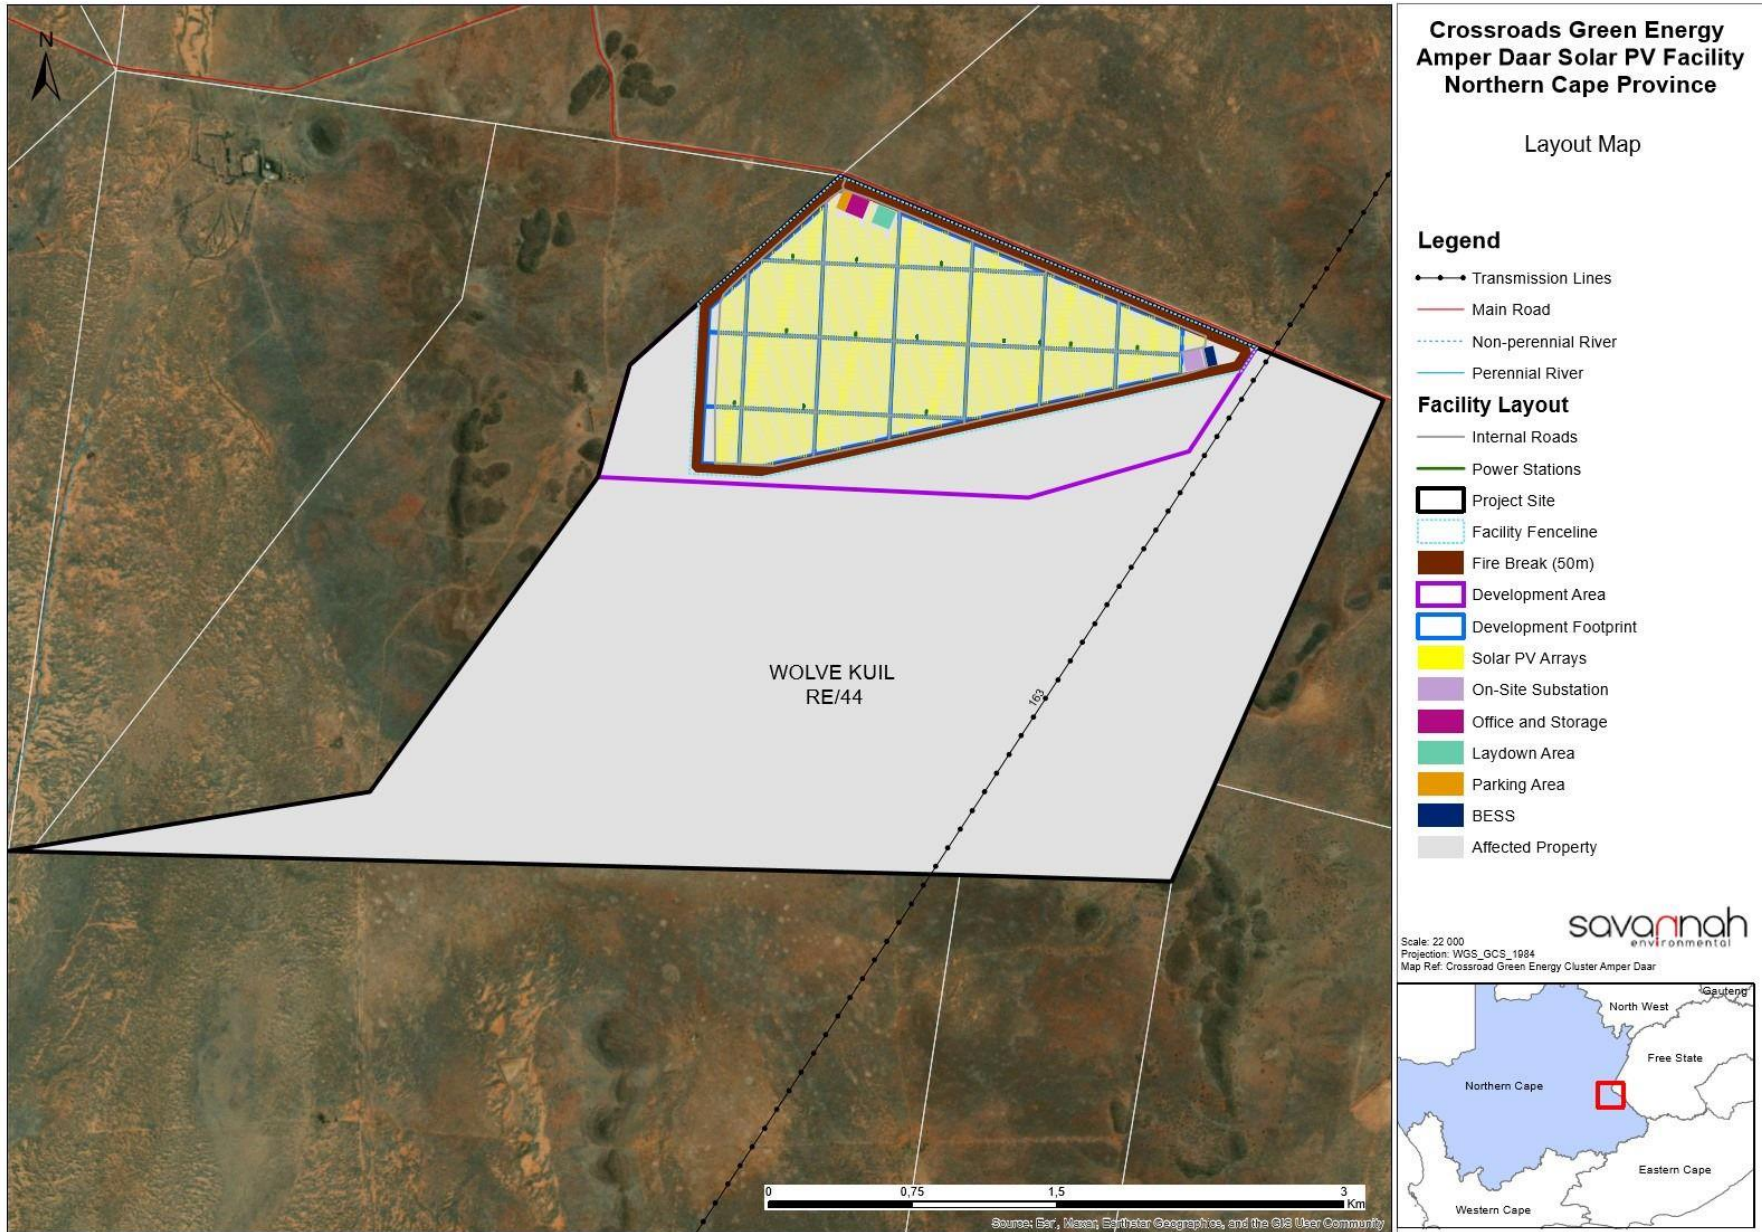 Crossroads Green Energy
Amper Daar Solar PV Facility
Northern Cape Province
Layout Map
Legend
Transmission Lines
Main Road
Non-perennial River
Perennial River
Facility Layout
Internal Roads
Power Stations
Project Site
Facility Fenceline
Fire Break (50m)
Development Area
Development Footprint
Solar PV Arrays
On-Site Substation
Office and Storage
Laydown Area
Parking Area
BESS
Affected Property
savannah
environmental
Scale: 22 000
Projection: WGS_GCS_1984
Map Ref: Crossroad Green Energy Cluster Amper Daar
North West
Gauteng
Free State
Northern Cape
Eastern Cape
Western Cape
N
WOLVE KUIL
RE/44
163
0 0,75 1,5 3
Km
Source: Esri, Maxar, Earthstar Geographics, and the GIS User Community